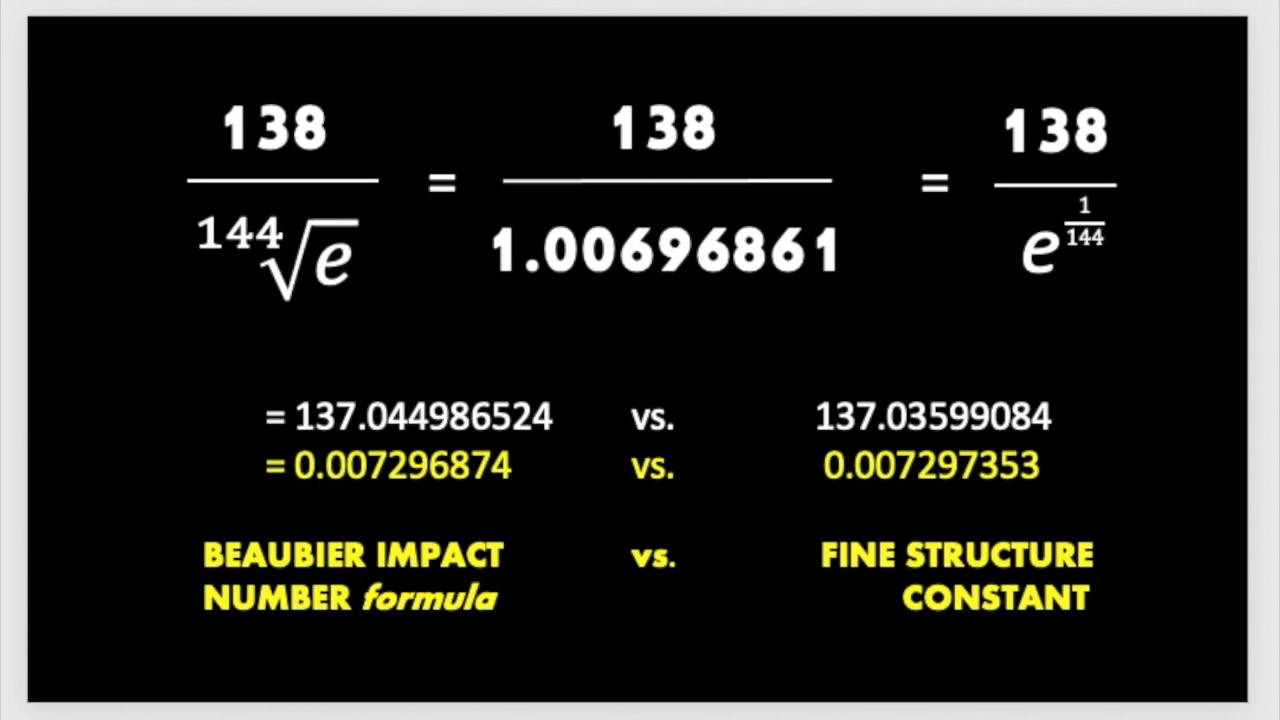 138 = 138 = 138
144√e 1.00696861 e^1/144
= 137.044986524 vs. 137.03599084
= 0.007296874 vs. 0.007297353
BEAUBIER IMPACT vs. FINE STRUCTURE
NUMBER formula CONSTANT